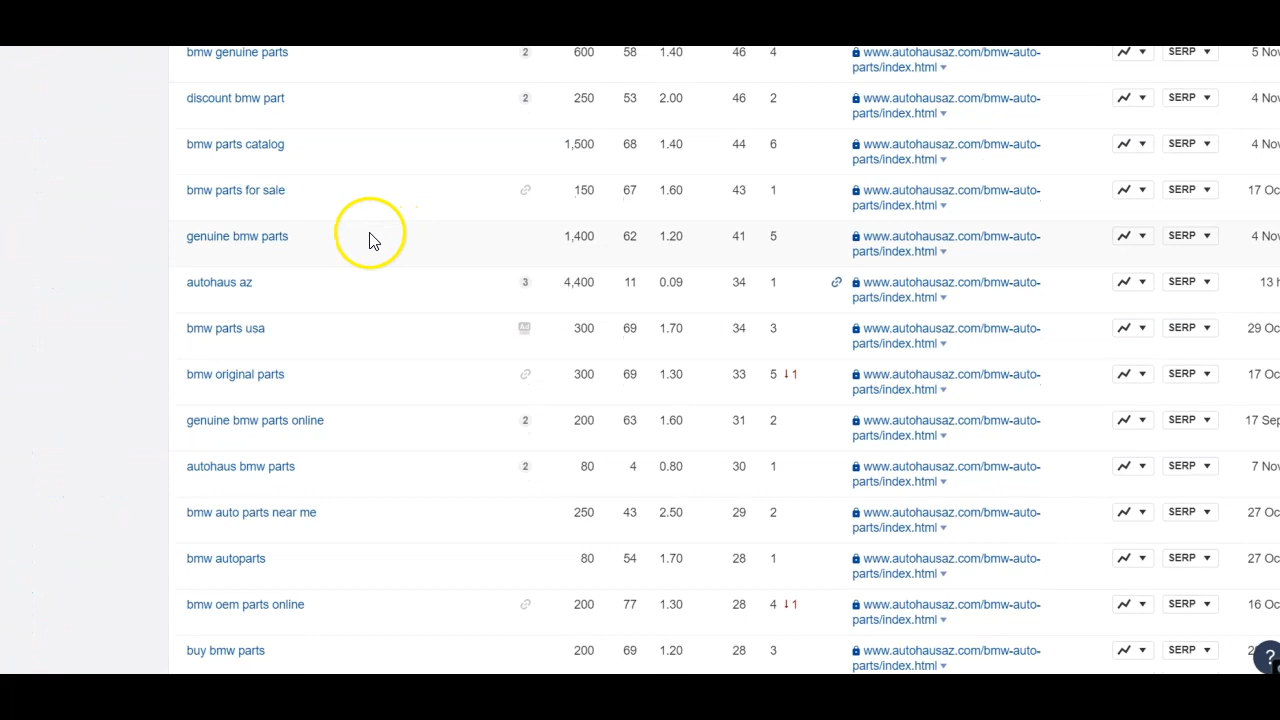 bmw genuine parts 2 600 58 1.40 46 4 www.autohausaz.com/bmw-auto- SERP 5 Nov
parts/index.html
discount bmw part 2 250 53 2.00 46 2 www.autohausaz.com/bmw-auto- SERP 4 Nov
parts/index.html
bmw parts catalog 1,500 68 1.40 44 6 www.autohausaz.com/bmw-auto- SERP 4 Nov
parts/index.html
bmw parts for sale 150 67 1.60 43 1 www.autohausaz.com/bmw-auto- SERP 17 Oc
parts/index.html
genuine bmw parts 1,400 62 1.20 41 5 www.autohausaz.com/bmw-auto- SERP 4 Nov
parts/index.html
autohaus az 3 4,400 11 0.09 34 1 www.autohausaz.com/bmw-auto- SERP 13 h
parts/index.html
bmw parts usa Ad 300 69 1.70 34 3 www.autohausaz.com/bmw-auto- SERP 29 Oc
parts/index.html
bmw original parts 300 69 1.30 33 5 ↓1 www.autohausaz.com/bmw-auto- SERP 17 Oc
parts/index.html
genuine bmw parts online 2 200 63 1.60 31 2 www.autohausaz.com/bmw-auto- SERP 17 Sep
parts/index.html
autohaus bmw parts 2 80 4 0.80 30 1 www.autohausaz.com/bmw-auto- SERP 7 Nov
parts/index.html
bmw auto parts near me 250 43 2.50 29 2 www.autohausaz.com/bmw-auto- SERP 27 Oc
parts/index.html
bmw autoparts 80 54 1.70 28 1 www.autohausaz.com/bmw-auto- SERP 27 Oc
parts/index.html
bmw oem parts online 200 77 1.30 28 4 ↓1 www.autohausaz.com/bmw-auto- SERP 16 Oc
parts/index.html
buy bmw parts 200 69 1.20 28 3 www.autohausaz.com/bmw-auto- SERP
parts/index.html
?